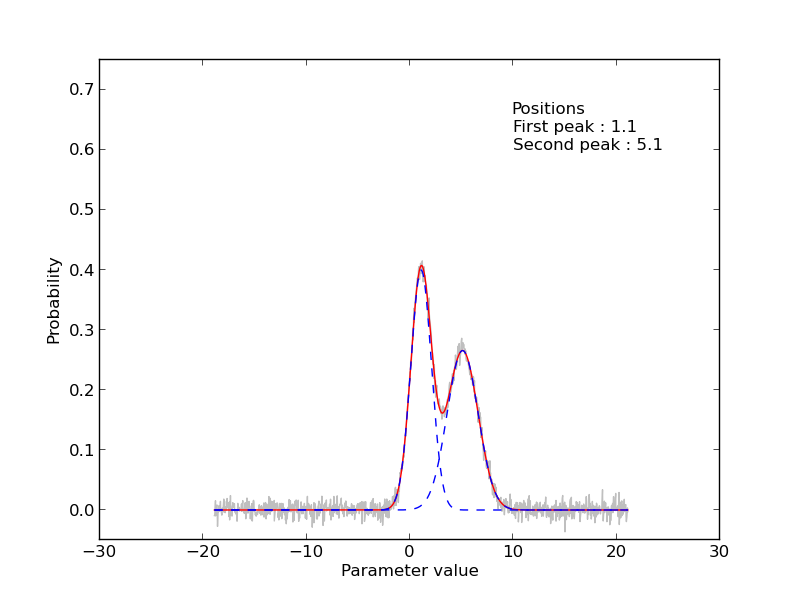 0.7
0.6
0.5
0.4
0.3
0.2
0.1
0.0
Probability
Positions
First peak : 1.1
Second peak : 5.1
−30 −20 −10 0 10 20 30
Parameter value